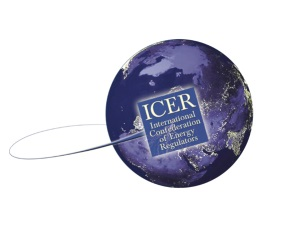 ICER
International
Confederation
of Energy
Regulators